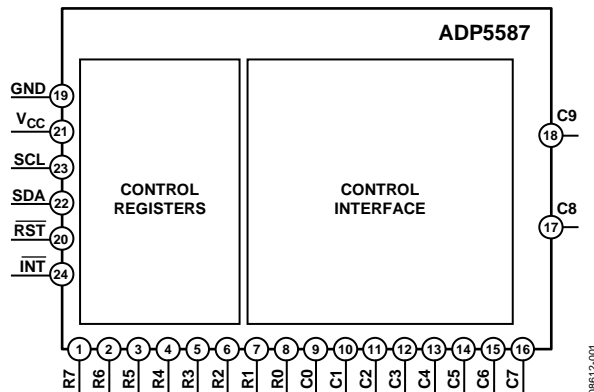 ADP5587
GND
19
VCC
21
SCL
23
SDA
22
RST
20
INT
24
CONTROL
REGISTERS
CONTROL
INTERFACE
C9
18
C8
17
1 2 3 4 5 6 7 8 9 10 11 12 13 14 15 16
R7 R6 R5 R4 R3 R2 R1 R0 C0 C1 C2 C3 C4 C5 C6 C7
08612-001